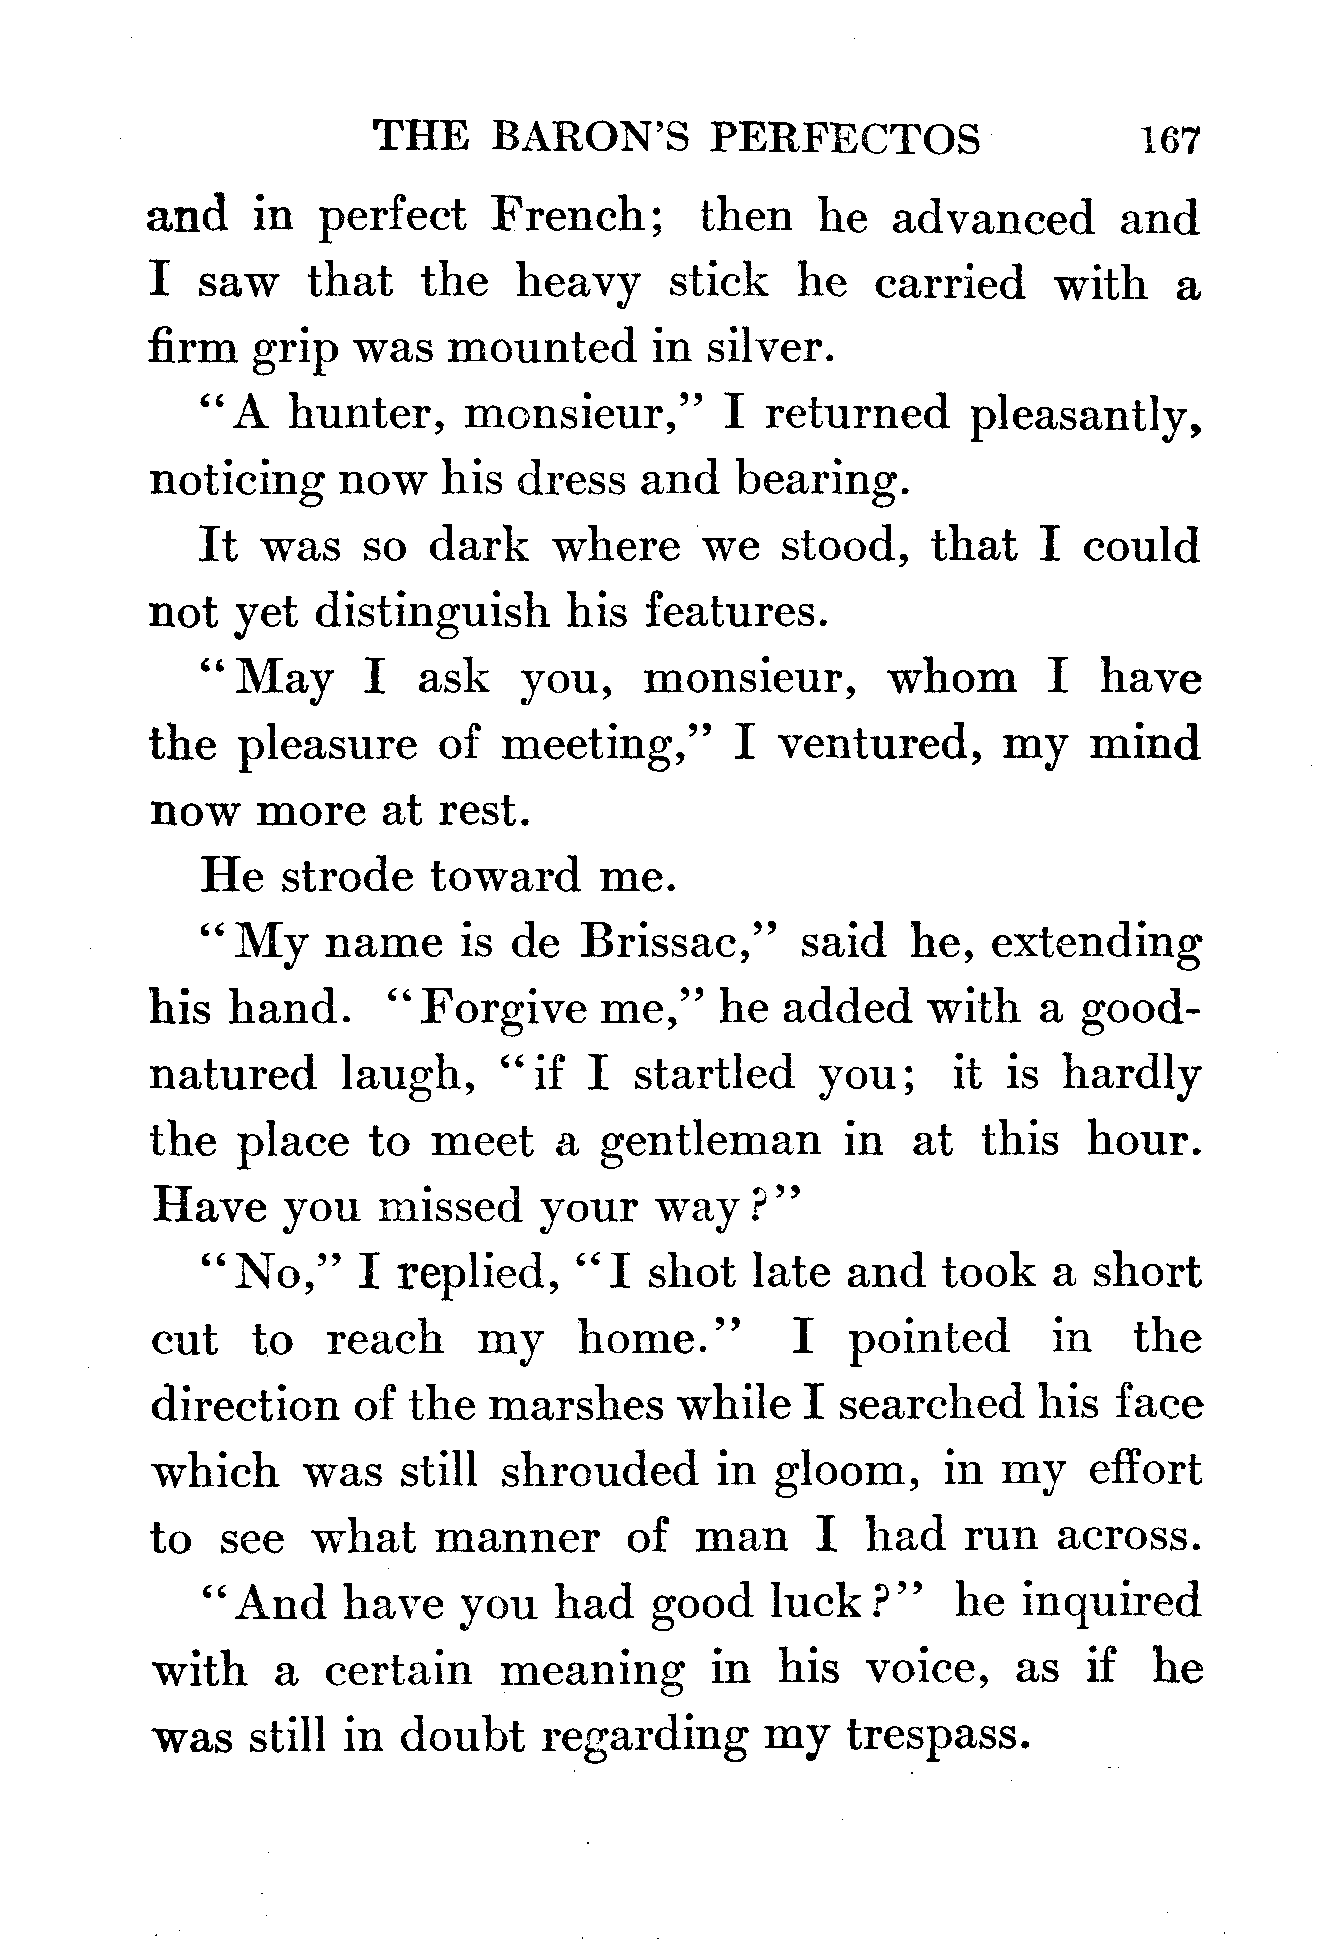 THE BARON'S PERFECTOS 167
and in perfect French; then he advanced and
I saw that the heavy stick he carried with a
firm grip was mounted in silver.
"A hunter, monsieur," I returned pleasantly,
noticing now his dress and bearing.
It was so dark where we stood, that I could
not yet distinguish his features.
"May I ask you, monsieur, whom I have
the pleasure of meeting," I ventured, my mind
now more at rest.
He strode toward me.
"My name is de Brissac," said he, extending
his hand. "Forgive me," he added with a good-
natured laugh, "if I startled you; it is hardly
the place to meet a gentleman in at this hour.
Have you missed your way?"
"No," I replied, "I shot late and took a short
cut to reach my home." I pointed in the
direction of the marshes while I searched his face
which was still shrouded in gloom, in my effort
to see what manner of man I had run across.
"And have you had good luck?" he inquired
with a certain meaning in his voice, as if he
was still in doubt regarding my trespass.